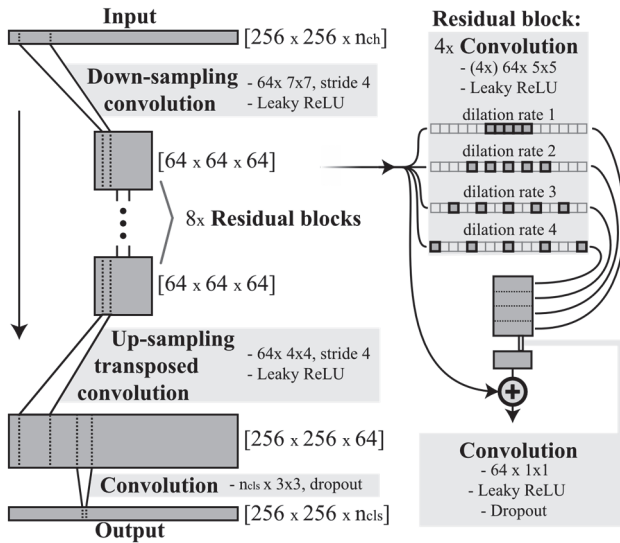 Input
[256 x 256 x nch]
Down-sampling
convolution
- 64x 7x7, stride 4
- Leaky ReLU
[64 x 64 x 64]
8x Residual blocks
[64 x 64 x 64]
Up-sampling
transposed
convolution
- 64x 4x4, stride 4
- Leaky ReLU
[256 x 256 x 64]
Convolution - ncls x 3x3, dropout
[256 x 256 x ncls]
Output
Residual block:
4x Convolution
- (4x) 64x 5x5
- Leaky ReLU
dilation rate 1
dilation rate 2
dilation rate 3
dilation rate 4
+
Convolution
- 64 x 1x1
- Leaky ReLU
- Dropout